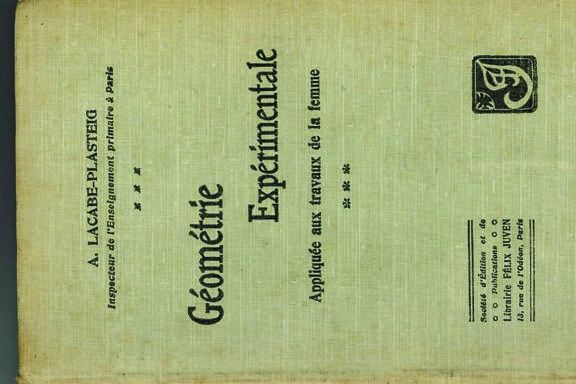 A. LACABE-PLASTEIG
Inspecteur de l'Enseignement primaire à Paris
Géométrie
Expérimentale
Appliquée aux travaux de la femme
Société d'Édition et de
Publications
Librairie FÉLIX JUVEN
13, rue de l'Odéon, Paris